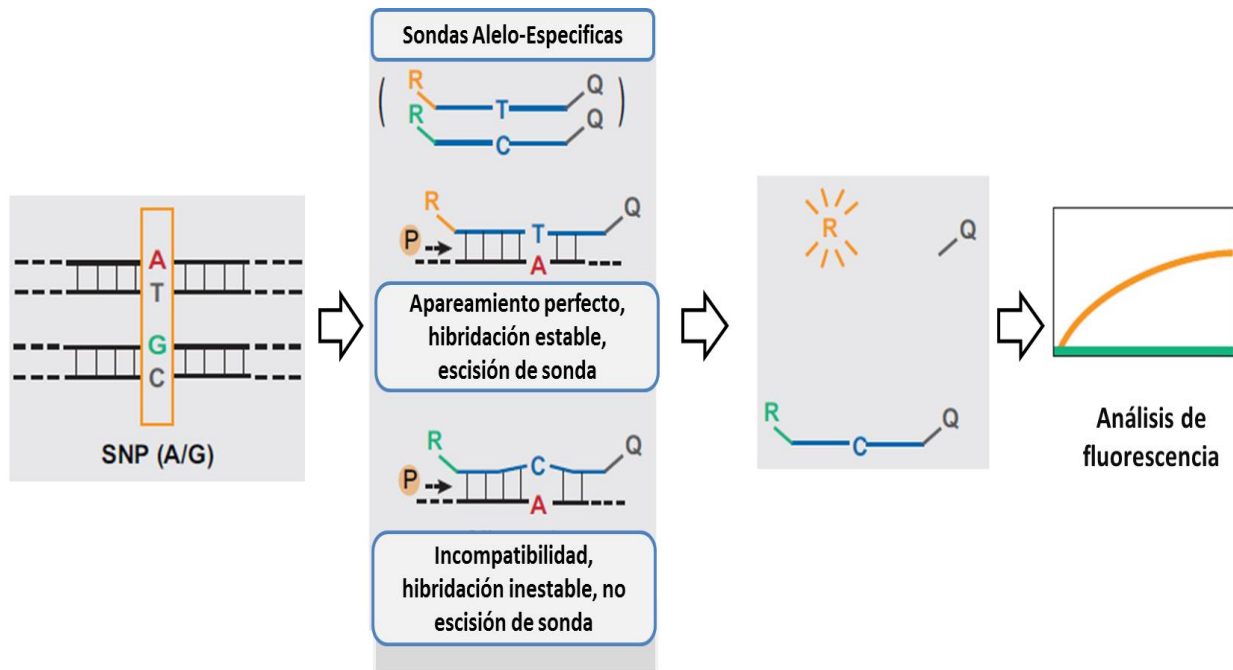 Sondas Alelo-Especificas
R
Q
T
R
Q
C
A
T
G
C
SNP (A/G)
R
Q
P
T
A
Apareamiento perfecto,
hibridación estable,
escisión de sonda
R
Q
P
C
A
Incompatibilidad,
hibridación inestable, no
escisión de sonda
R
Q
R
Q
C
Análisis de
fluorescencia